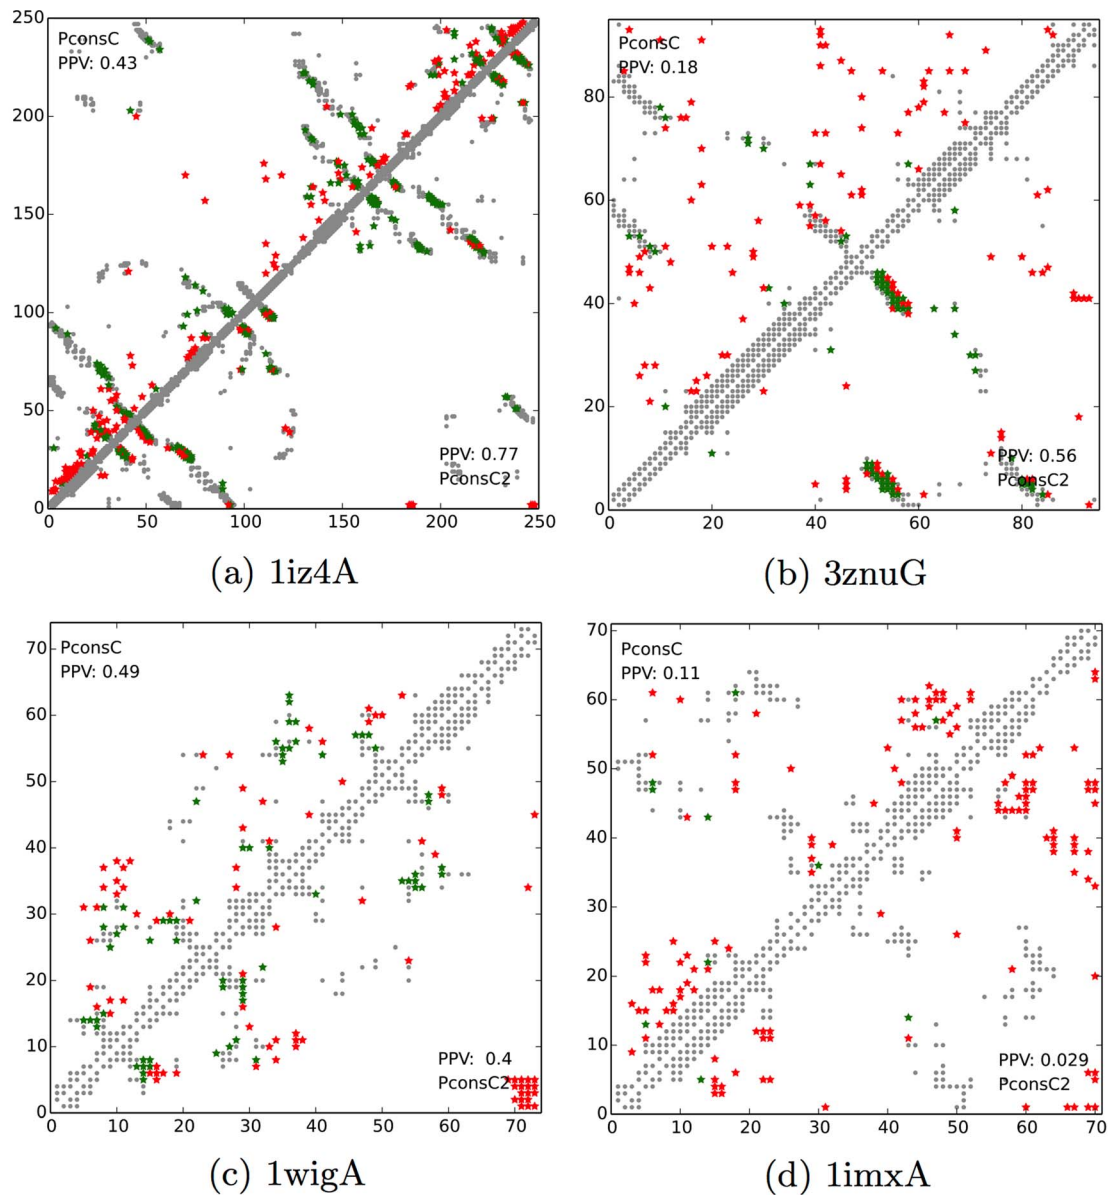 PconsC
PPV: 0.43
250
200
150
100
50
0
PPV: 0.77
PconsC2
0 50 100 150 200 250
(a) 1iz4A
PconsC
PPV: 0.18
80
60
40
20
0
PPV: 0.56
PconsC2
0 20 40 60 80
(b) 3znuG
PconsC
PPV: 0.49
70
60
50
40
30
20
10
0
PPV: 0.4
PconsC2
0 10 20 30 40 50 60 70
(c) 1wigA
PconsC
PPV: 0.11
70
60
50
40
30
20
10
0
PPV: 0.029
PconsC2
0 10 20 30 40 50 60 70
(d) 1imxA